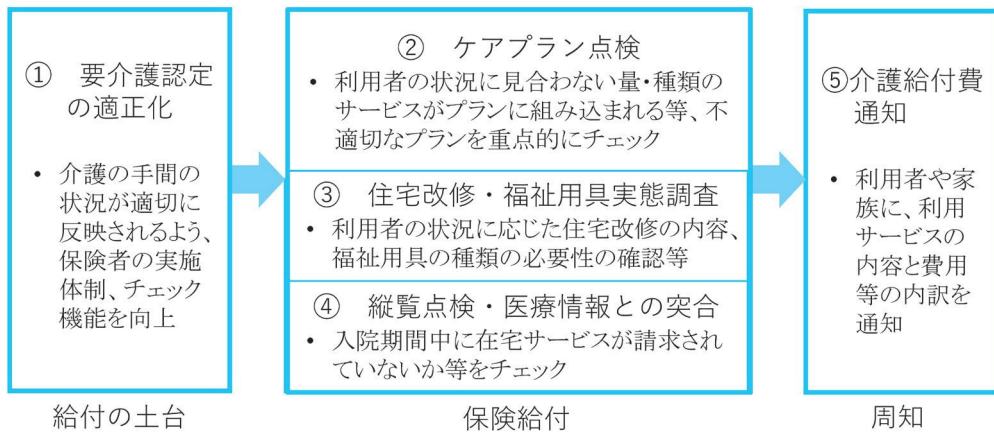 ① 要介護認定
の適正化
• 介護の手間の
状況が適切に
反映されるよう、
保険者の実施
体制、チェック
機能を向上
給付の土台
② ケアプラン点検
• 利用者の状況に見合わない量・種類の
サービスがプランに組み込まれる等、不
適切なプランを重点的にチェック
③ 住宅改修・福祉用具実態調査
• 利用者の状況に応じた住宅改修の内容、
福祉用具の種類の必要性の確認等
④ 縦覧点検・医療情報との突合
• 入院期間中に在宅サービスが請求され
ていないか等をチェック
保険給付
⑤介護給付費
通知
• 利用者や家
族に、利用
サービスの
内容と費用
等の内訳を
通知
周知